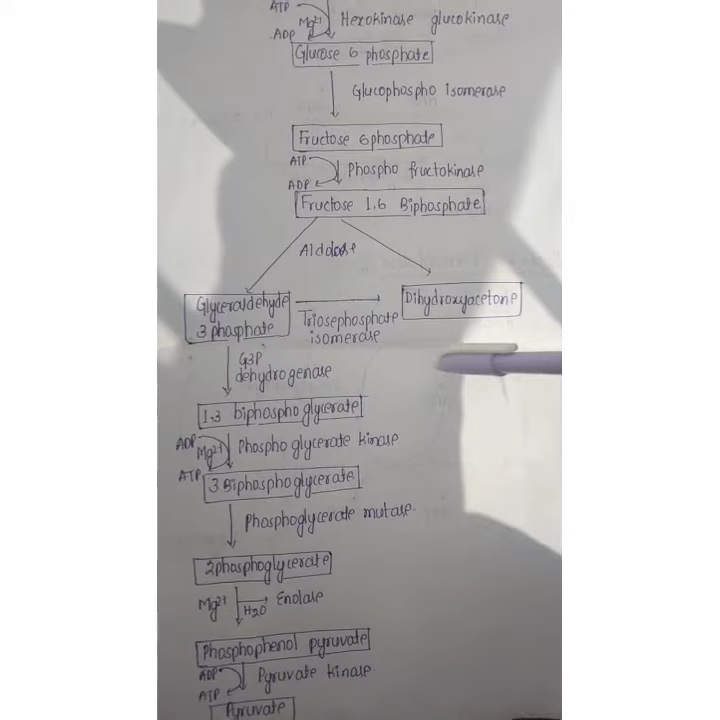 ATP
Mg2+ Hexokinase glucokinase
ADP
Glucose 6 phosphate
Glucophospho isomerase
Fructose 6phosphate
ATP
Phospho fructokinase
ADP
Fructose 1.6 Biphosphate
Aldolase
Glyceraldehyde
3 phosphate
Dihydroxyacetone
Triosephosphate
isomerase
G3P
dehydrogenase
1.3 biphospho glycerate
ADP
Mg2+ Phospho glycerate kinase
ATP
3 Biphospho glycerate
Phosphoglycerate mutase.
2phosphoglycerate
Mg2+ H2O Enolase
Phosphophenol pyruvate
ADP
Pyruvate kinase.
ATP
Pyruvate